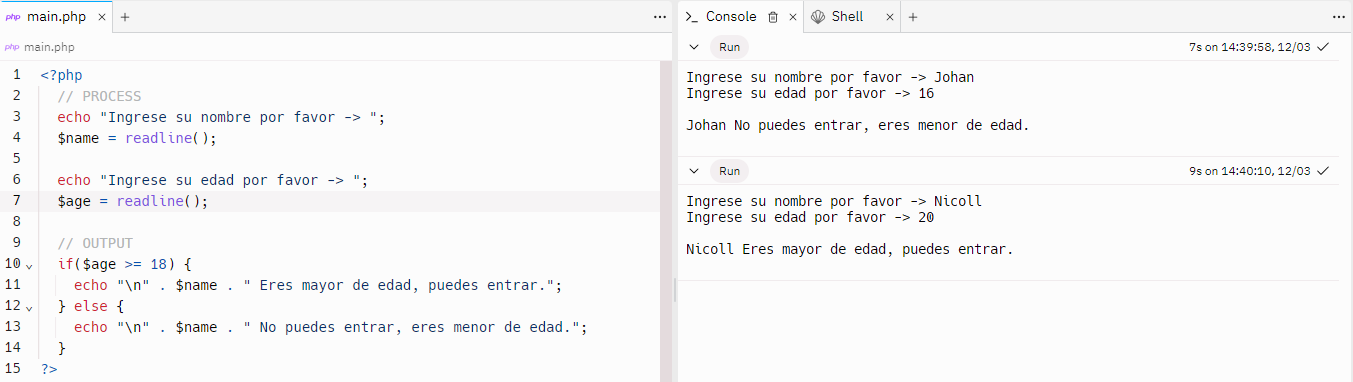 php main.php × +
php main.php
1 <?php
2 // PROCESS
3 echo "Ingrese su nombre por favor -> ";
4 $name = readline();
5
6 echo "Ingrese su edad por favor -> ";
7 $age = readline();
8
9 // OUTPUT
10 if($age >= 18) {
11 echo "\n" . $name . " Eres mayor de edad, puedes entrar.";
12 } else {
13 echo "\n" . $name . " No puedes entrar, eres menor de edad.";
14 }
15 ?>
Console × Shell × +
Run 7s on 14:39:58, 12/03
Ingrese su nombre por favor -> Johan
Ingrese su edad por favor -> 16
Johan No puedes entrar, eres menor de edad.
Run 9s on 14:40:10, 12/03
Ingrese su nombre por favor -> Nicoll
Ingrese su edad por favor -> 20
Nicoll Eres mayor de edad, puedes entrar.